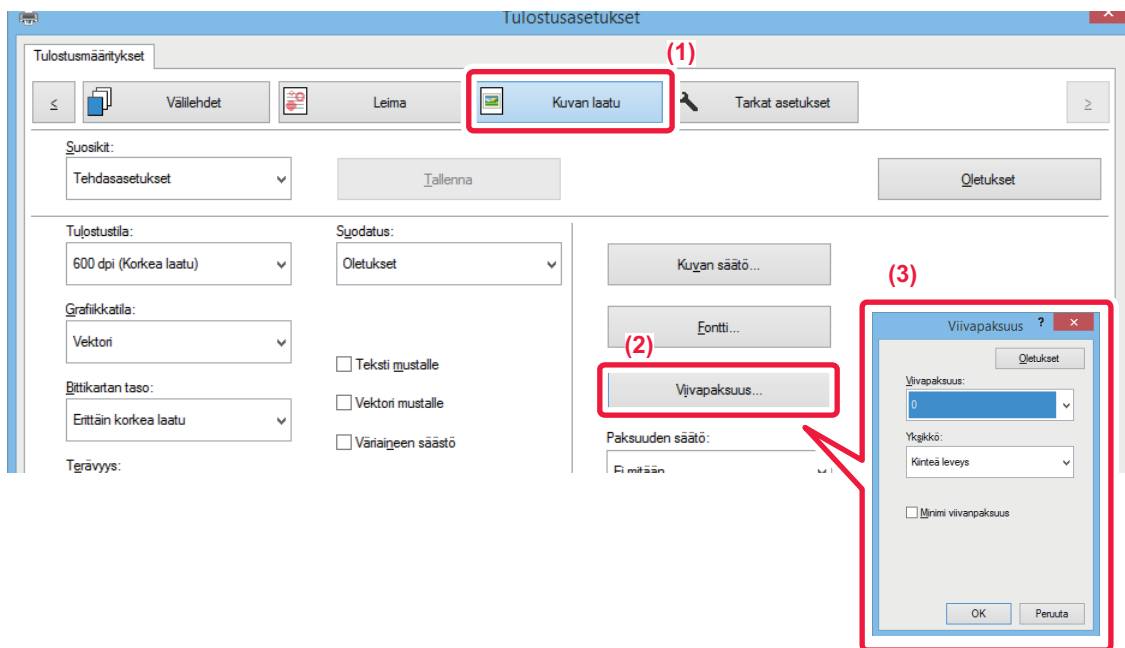 Tulostusasetukset
Tulostusmääritykset
(1)
< Välilehdet Leima Kuvan laatu Tarkat asetukset >
Suosikit:
Tehdasasetukset Tallenna Oletukset
Tulostustila: Suodatus:
600 dpi (Korkea laatu) Oletukset Kuvan säätö...
(3)
Grafiikkatila: Fontti...
Vektori
(2)
Teksti mustalle
Bittikartan taso: Viivapaksuus...
Erittäin korkea laatu Vektori mustalle
Väriaineen säästö Paksuuden säätö:
Terävyys: Ei mitään
Viivapaksuus ?
Oletukset
Viivapaksuus:
0
Yksikkö:
Kiinteä leveys
Minimi viivanpaksuus
OK Peruuta